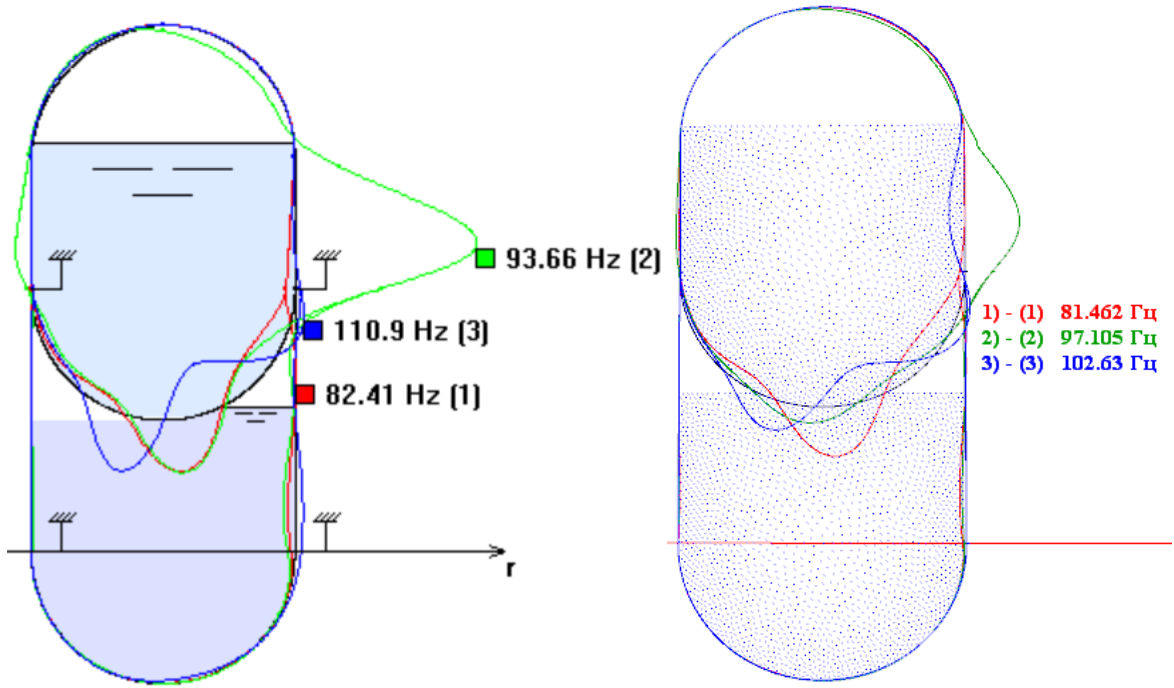 93.66 Hz (2)
110.9 Hz (3)
82.41 Hz (1)
r
1) - (1) 81.462 Гц
2) - (2) 97.105 Гц
3) - (3) 102.63 Гц